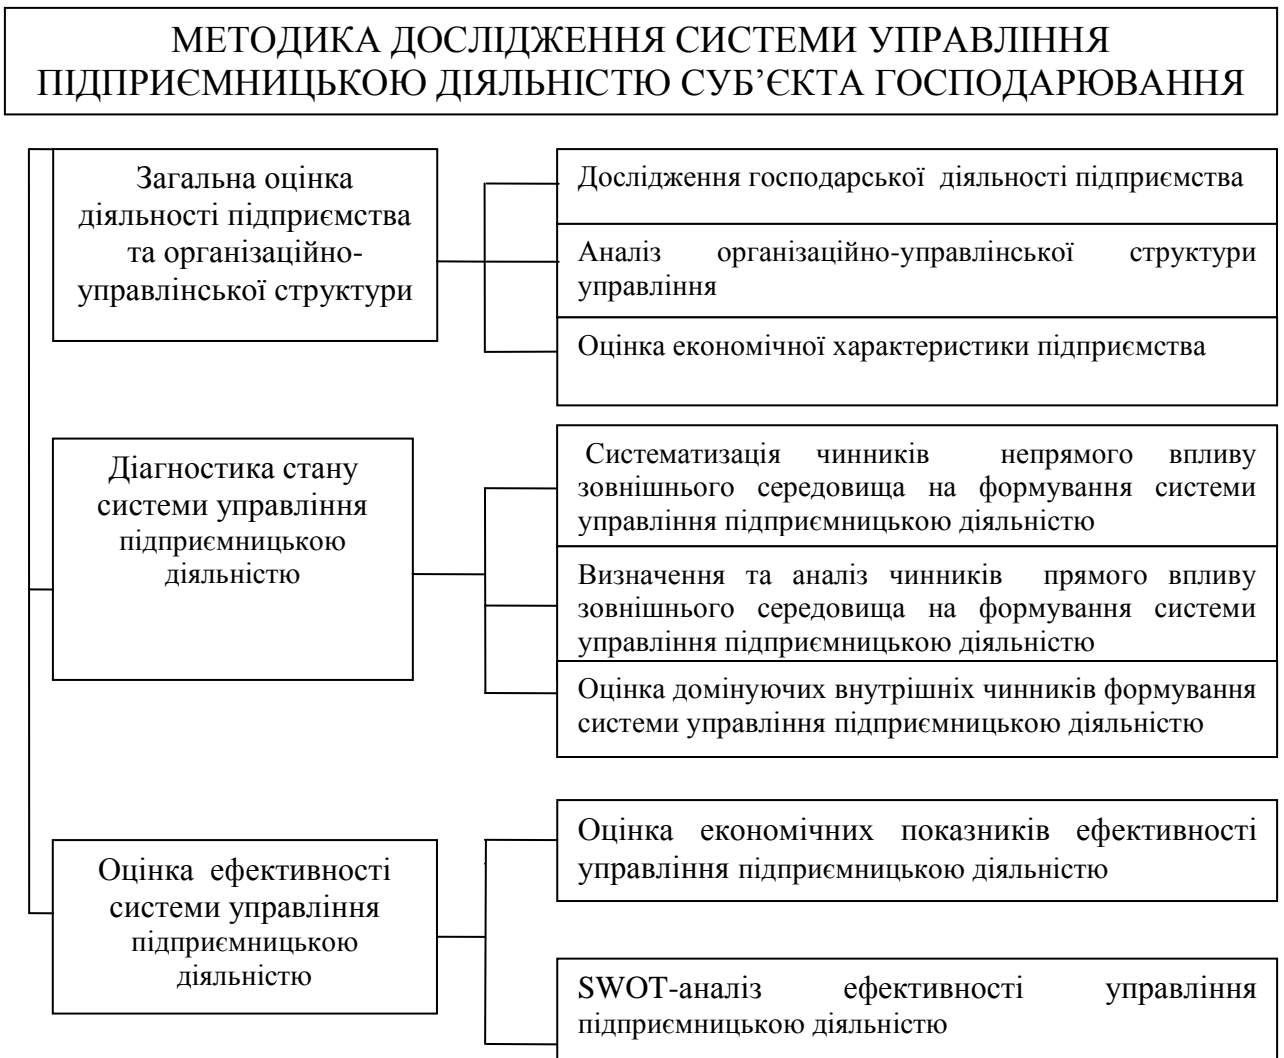 МЕТОДИКА ДОСЛІДЖЕННЯ СИСТЕМИ УПРАВЛІННЯ
ПІДПРИЄМНИЦЬКОЮ ДІЯЛЬНІСТЮ СУБ’ЄКТА ГОСПОДАРЮВАННЯ
Загальна оцінка
діяльності підприємства
та організаційно-
управлінської структури
Дослідження господарської діяльності підприємства
Аналіз організаційно-управлінської структури
управління
Оцінка економічної характеристики підприємства
Діагностика стану
системи управління
підприємницькою
діяльністю
Систематизація чинників непрямого впливу
зовнішнього середовища на формування системи
управління підприємницькою діяльністю
Визначення та аналіз чинників прямого впливу
зовнішнього середовища на формування системи
управління підприємницькою діяльністю
Оцінка домінуючих внутрішніх чинників формування
системи управління підприємницькою діяльністю
Оцінка ефективності
системи управління
підприємницькою
діяльністю
Оцінка економічних показників ефективності
управління підприємницькою діяльністю
SWOT-аналіз ефективності управління
підприємницькою діяльністю